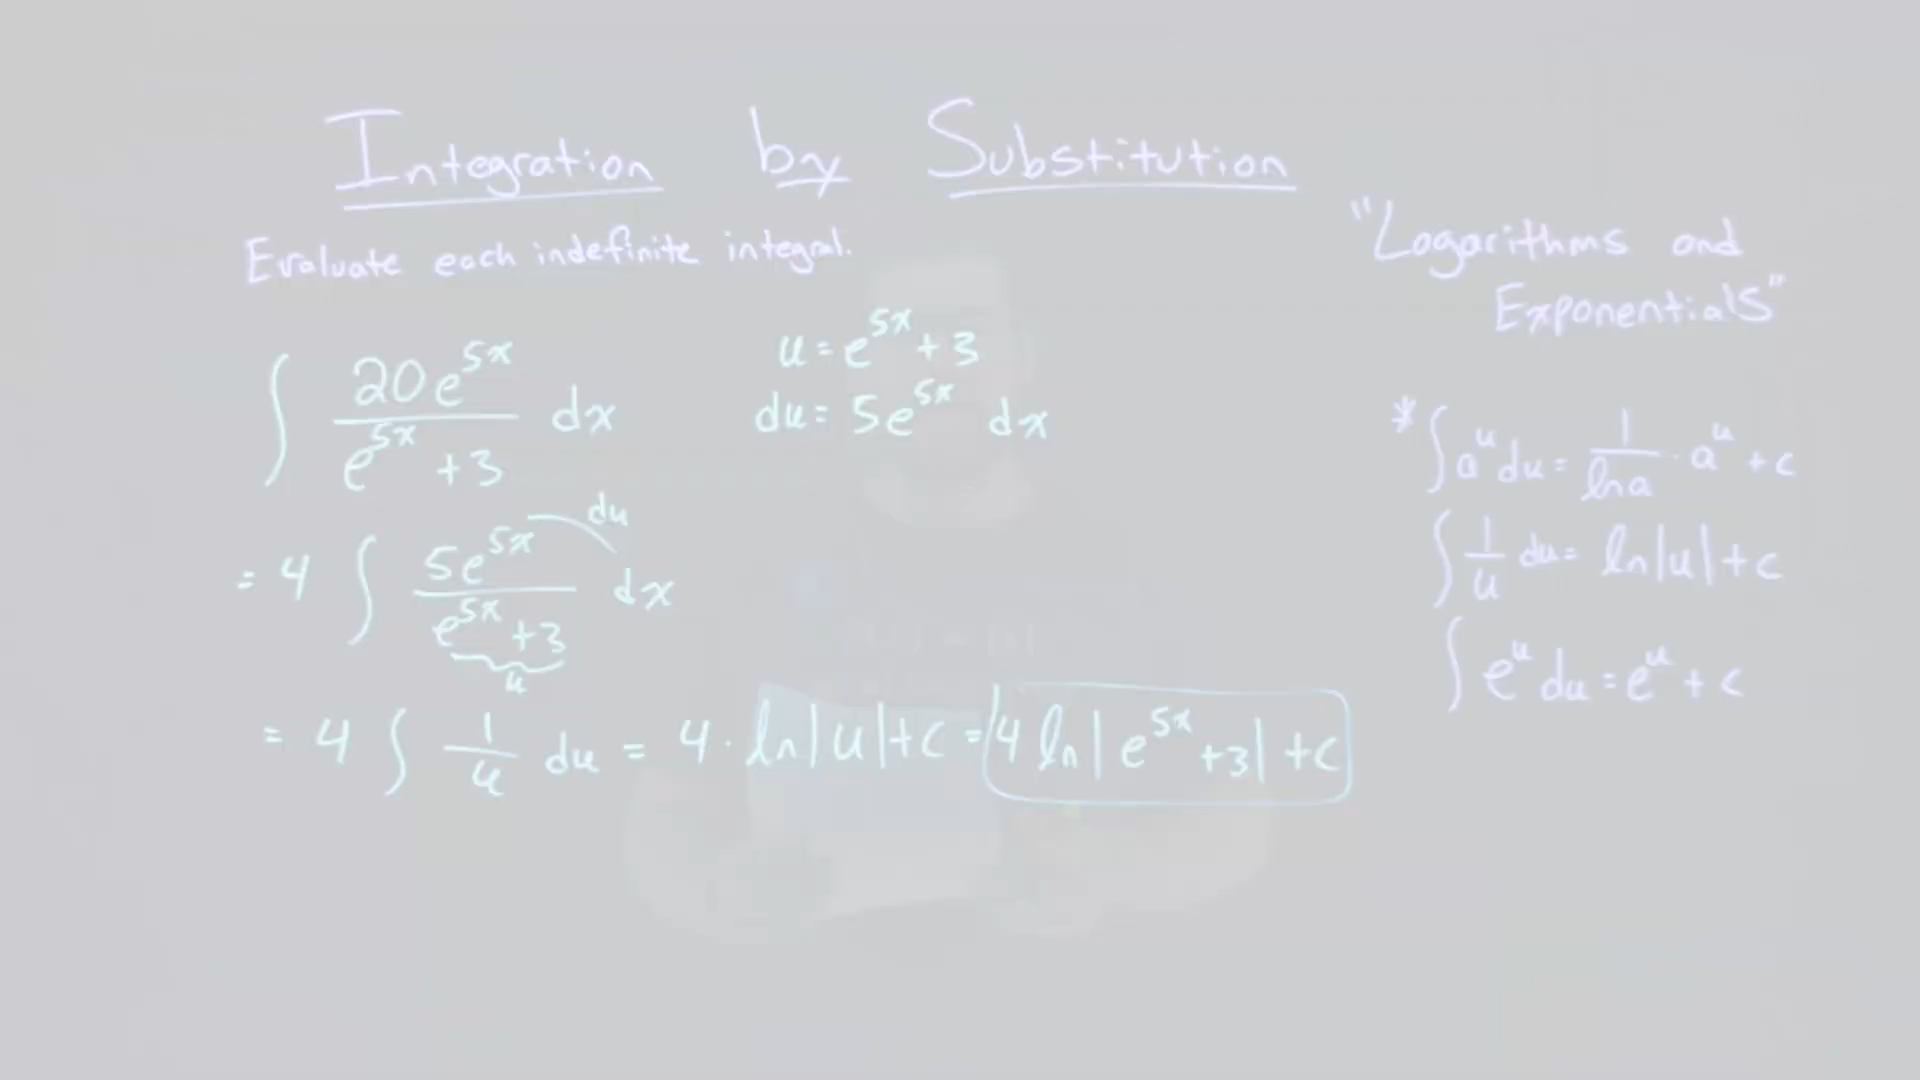 Integration by Substitution
Evaluate each indefinite integral.
"Logarithms and
Exponentials"
∫ 20e^{5x} / (e^{5x} + 3) dx
u = e^{5x} + 3
du = 5e^{5x} dx
= 4 ∫ 5e^{5x} / (e^{5x} + 3) dx
du
u
= 4 ∫ 1/u du = 4 · ln|u| + c = 4 ln|e^{5x} + 3| + c
* ∫ a^u du = 1/ln a · a^u + c
∫ 1/u du = ln|u| + c
∫ e^u du = e^u + c